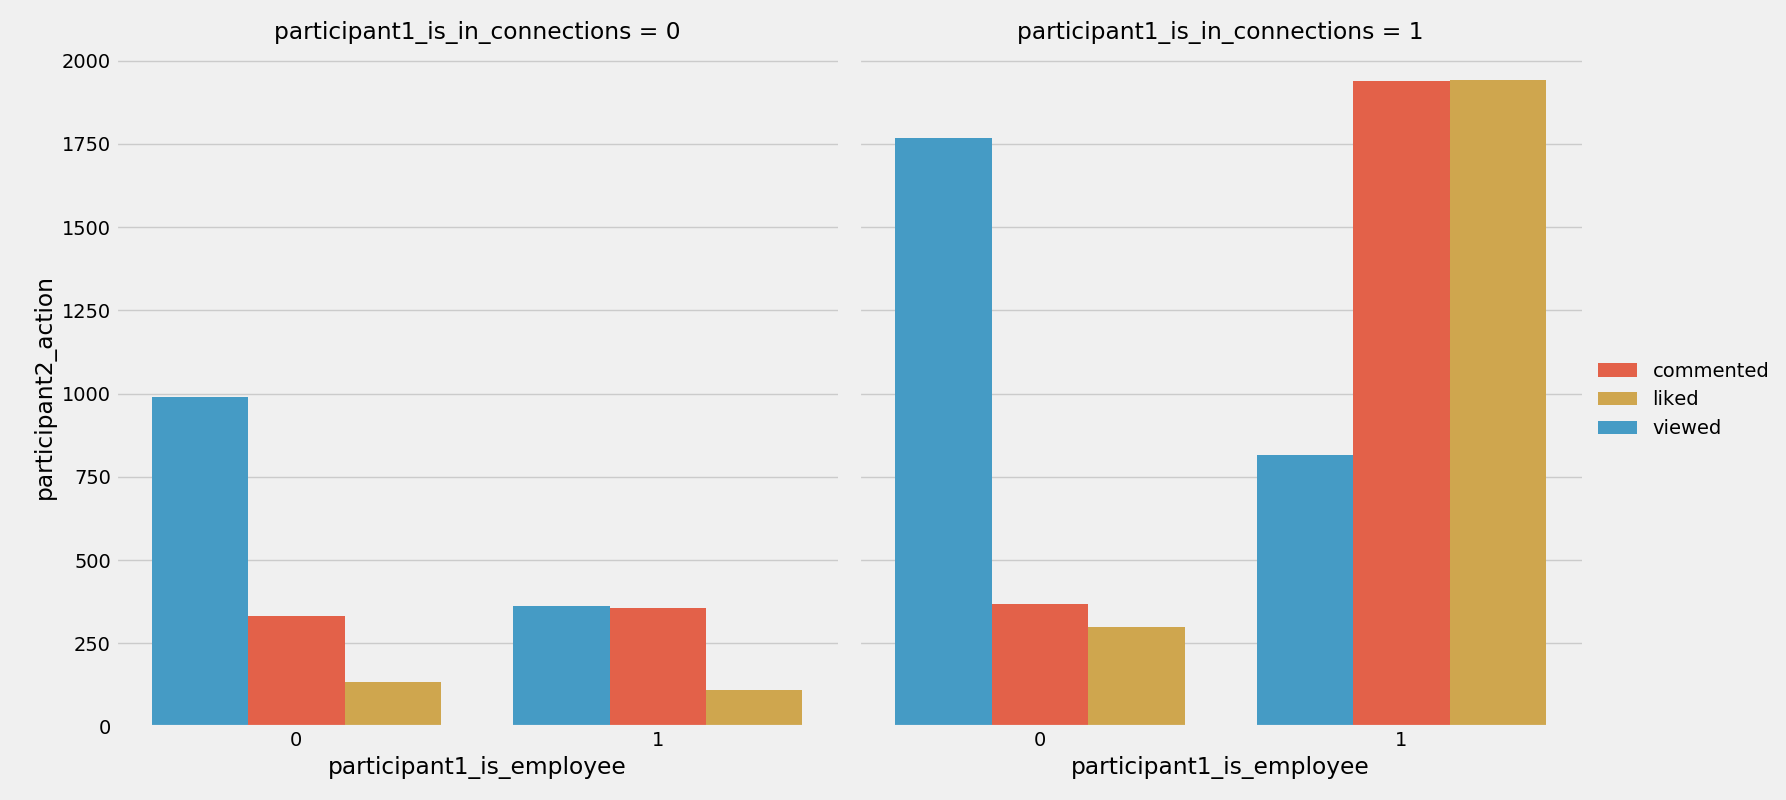 participant1_is_in_connections = 0
participant1_is_in_connections = 1
participant2_action
2000
1750
1500
1250
1000
750
500
250
0
0 1
0 1
participant1_is_employee
participant1_is_employee
commented
liked
viewed